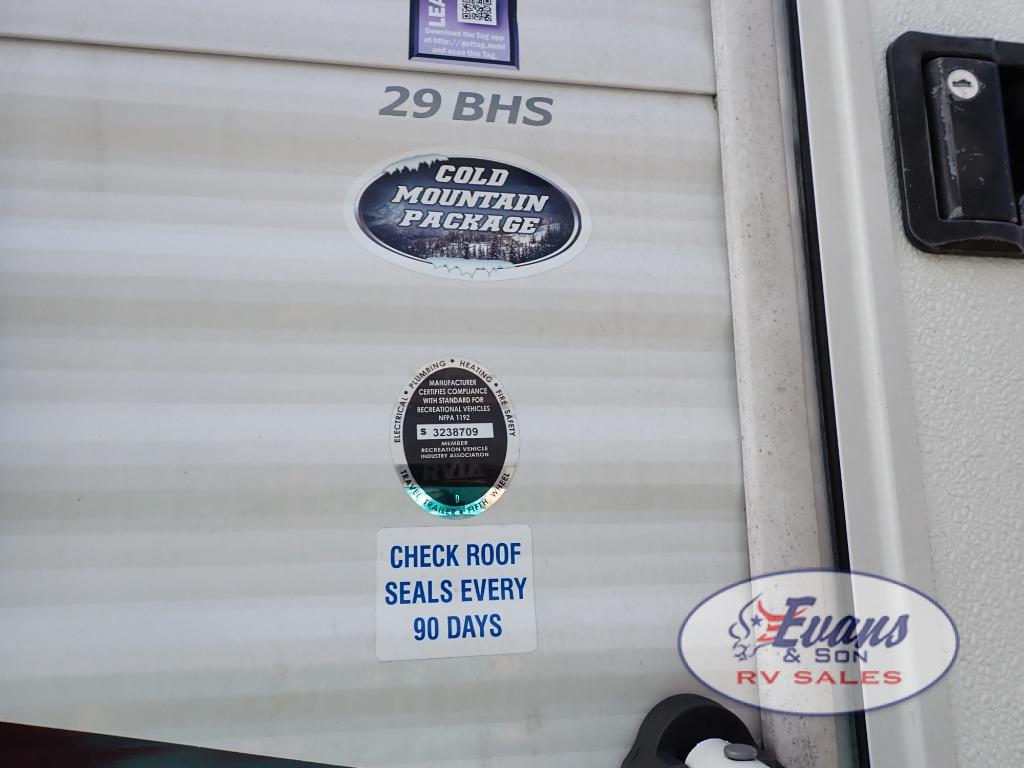 LEA
Download the Tag app
at http://gettag.mobi
and scan this Tag
29 BHS
COLD
MOUNTAIN
PACKAGE
ELECTRICAL • PLUMBING • HEATING • FIRE SAFETY
MANUFACTURER
CERTIFIES COMPLIANCE
WITH STANDARD FOR
RECREATIONAL VEHICLES
NFPA 1192
S 3238709
MEMBER
RECREATION VEHICLE
INDUSTRY ASSOCIATION
RVIA
D
TRAVEL TRAILER • FIFTH WHEEL
CHECK ROOF
SEALS EVERY
90 DAYS
Evans
& SON
RV SALES